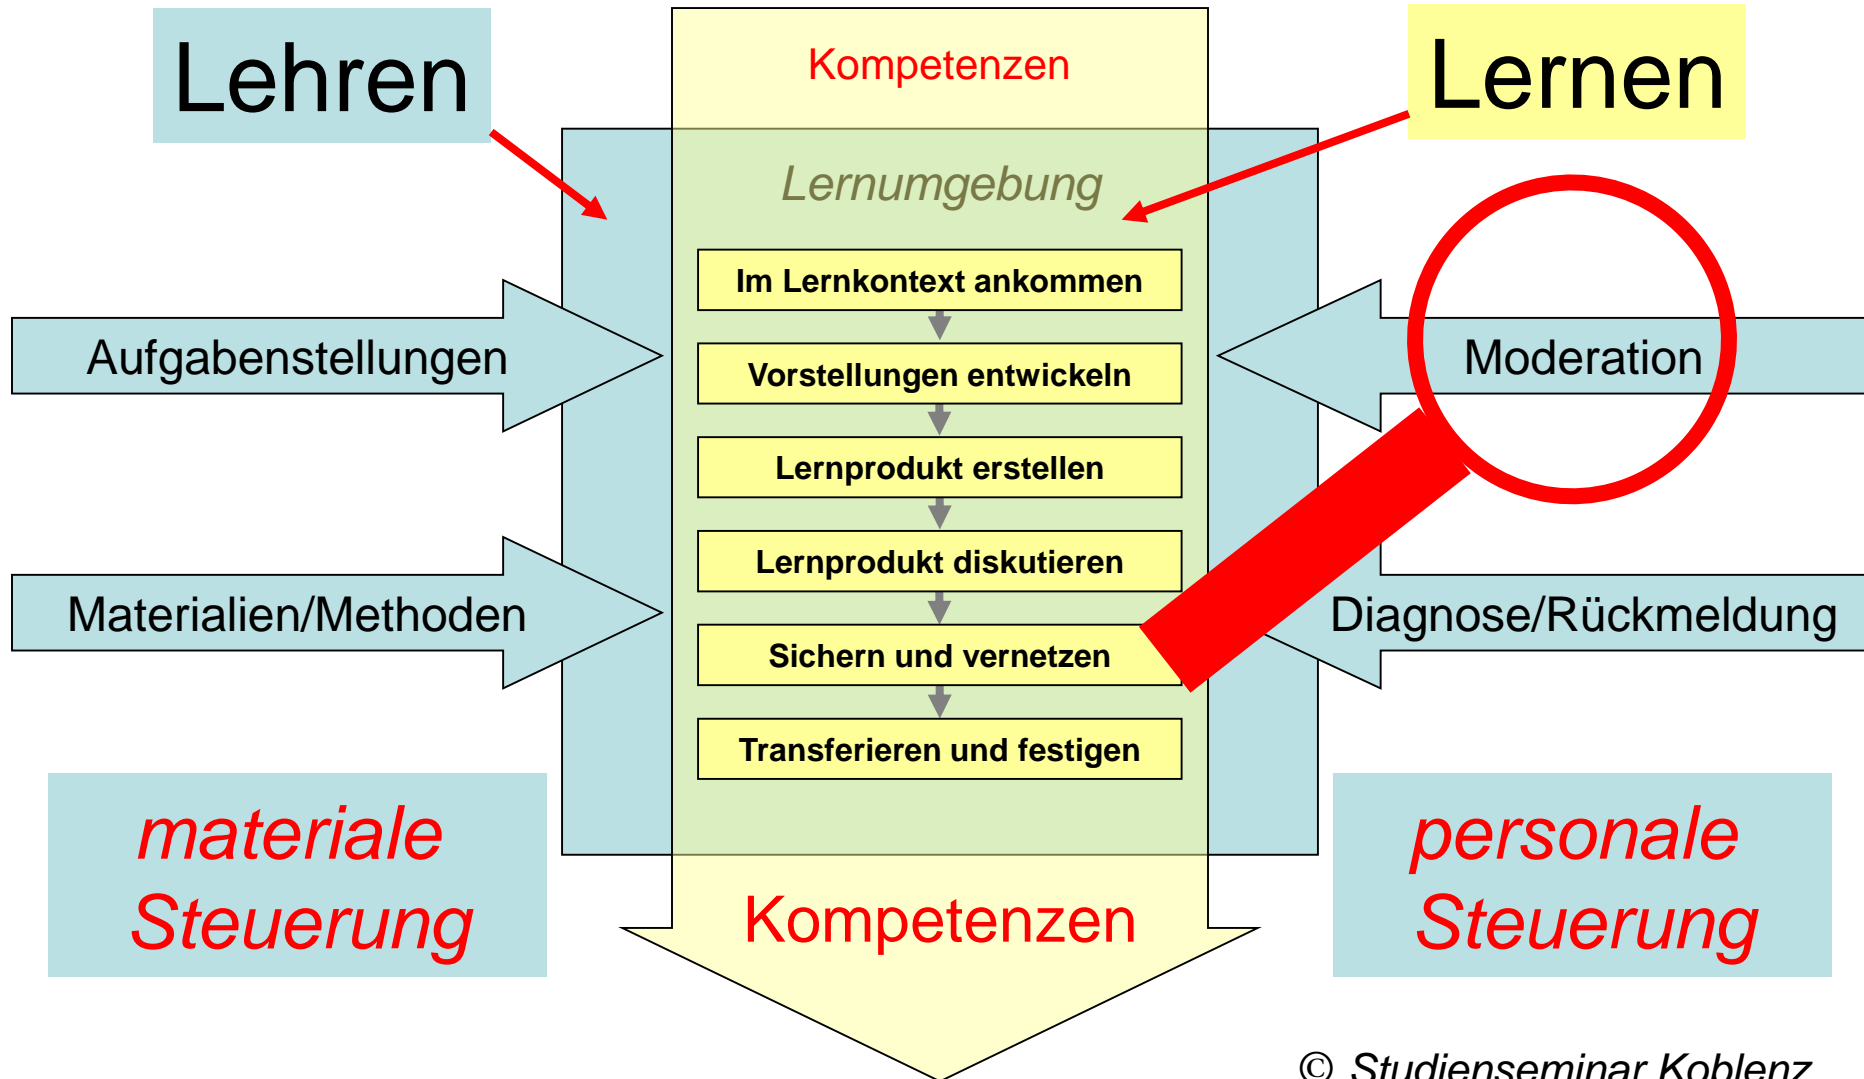 Lehren
Kompetenzen
Lernen
Lernumgebung
Im Lernkontext ankommen
Aufgabenstellungen
Vorstellungen entwickeln
Moderation
Lernprodukt erstellen
Lernprodukt diskutieren
Materialien/Methoden
Diagnose/Rückmeldung
Sichern und vernetzen
Transferieren und festigen
materiale
Steuerung
personale
Steuerung
Kompetenzen
© Studienseminar Koblenz